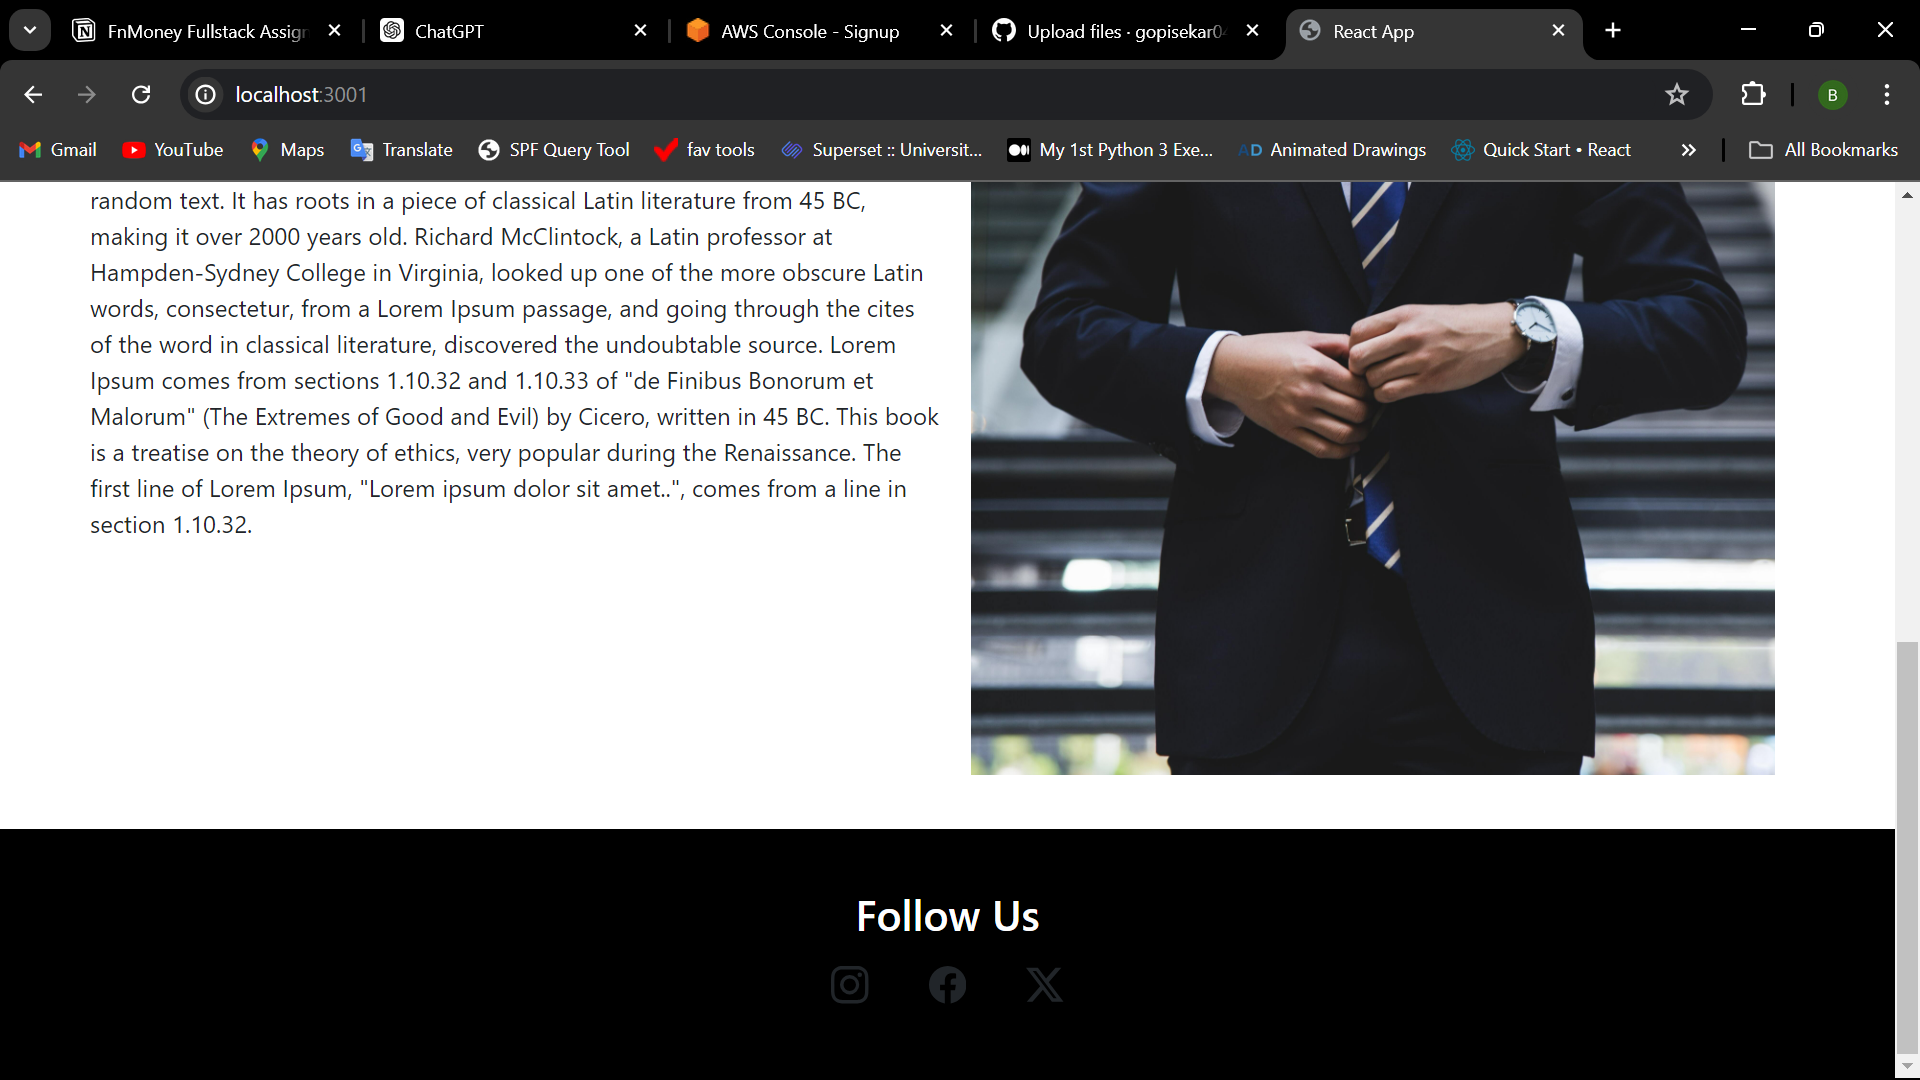 FnMoney Fullstack Assign
ChatGPT
AWS Console - Signup
Upload files · gopisekar04
React App
localhost:3001
B
Gmail
YouTube
Maps
Translate
SPF Query Tool
fav tools
Superset :: Universit...
My 1st Python 3 Exe...
AD Animated Drawings
Quick Start • React
All Bookmarks
random text. It has roots in a piece of classical Latin literature from 45 BC,
making it over 2000 years old. Richard McClintock, a Latin professor at
Hampden-Sydney College in Virginia, looked up one of the more obscure Latin
words, consectetur, from a Lorem Ipsum passage, and going through the cites
of the word in classical literature, discovered the undoubtable source. Lorem
Ipsum comes from sections 1.10.32 and 1.10.33 of "de Finibus Bonorum et
Malorum" (The Extremes of Good and Evil) by Cicero, written in 45 BC. This book
is a treatise on the theory of ethics, very popular during the Renaissance. The
first line of Lorem Ipsum, "Lorem ipsum dolor sit amet..", comes from a line in
section 1.10.32.
Follow Us